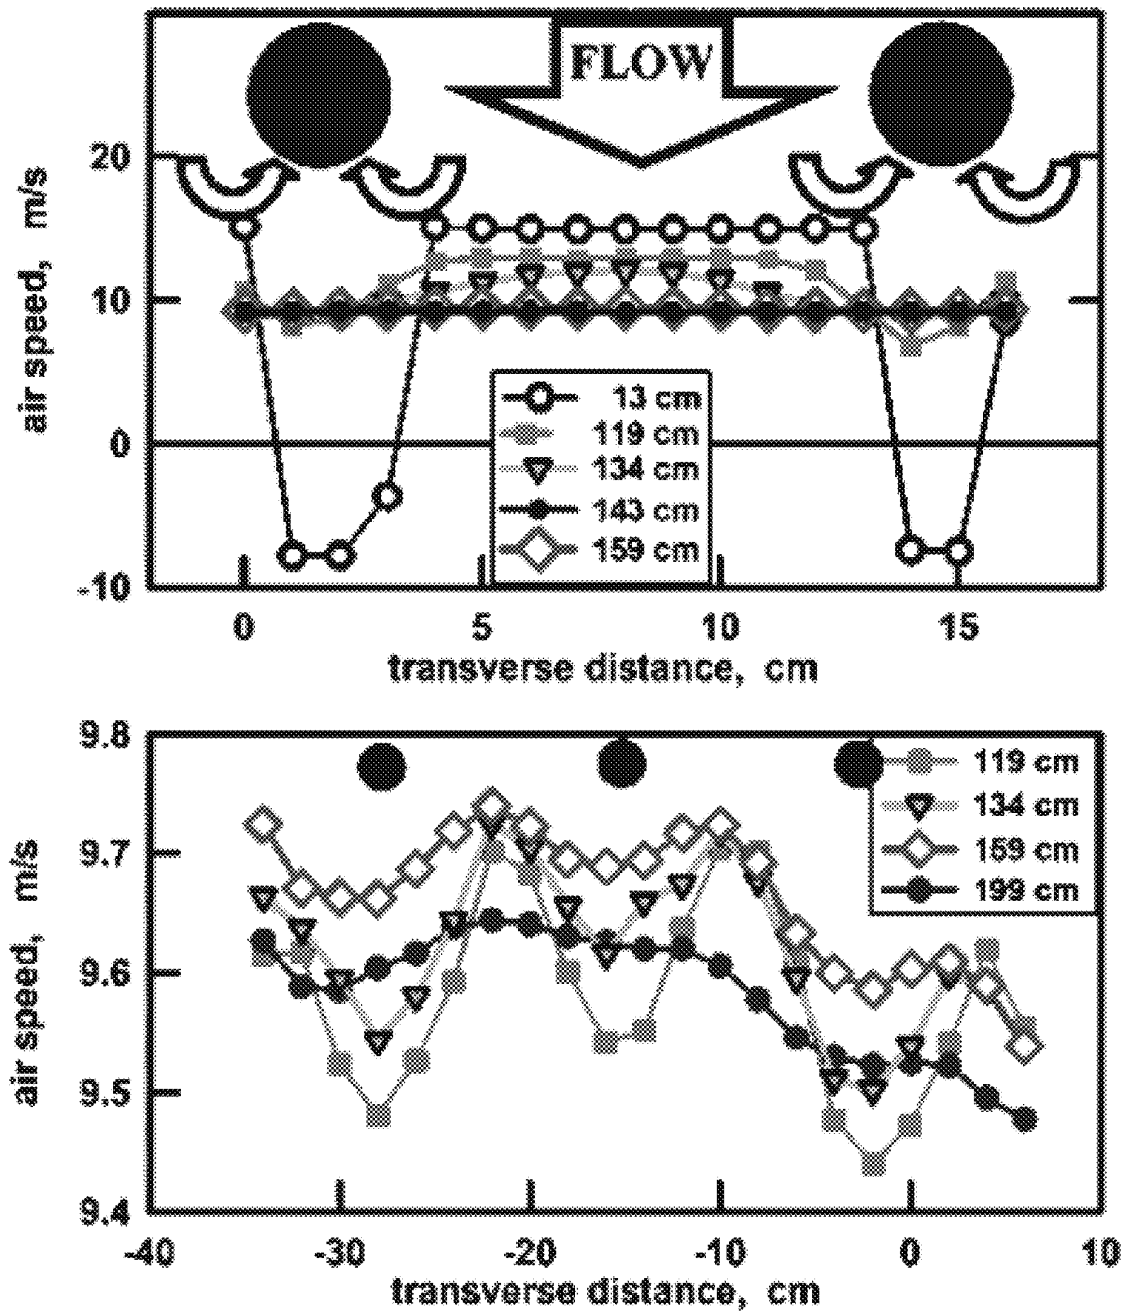 FLOW
20
10
0
-10
air speed, m/s
13 cm
119 cm
134 cm
143 cm
159 cm
0
5
10
15
transverse distance, cm
9.8
9.7
9.6
9.5
9.4
air speed, m/s
119 cm
134 cm
159 cm
199 cm
-40
-30
-20
-10
0
10
transverse distance, cm